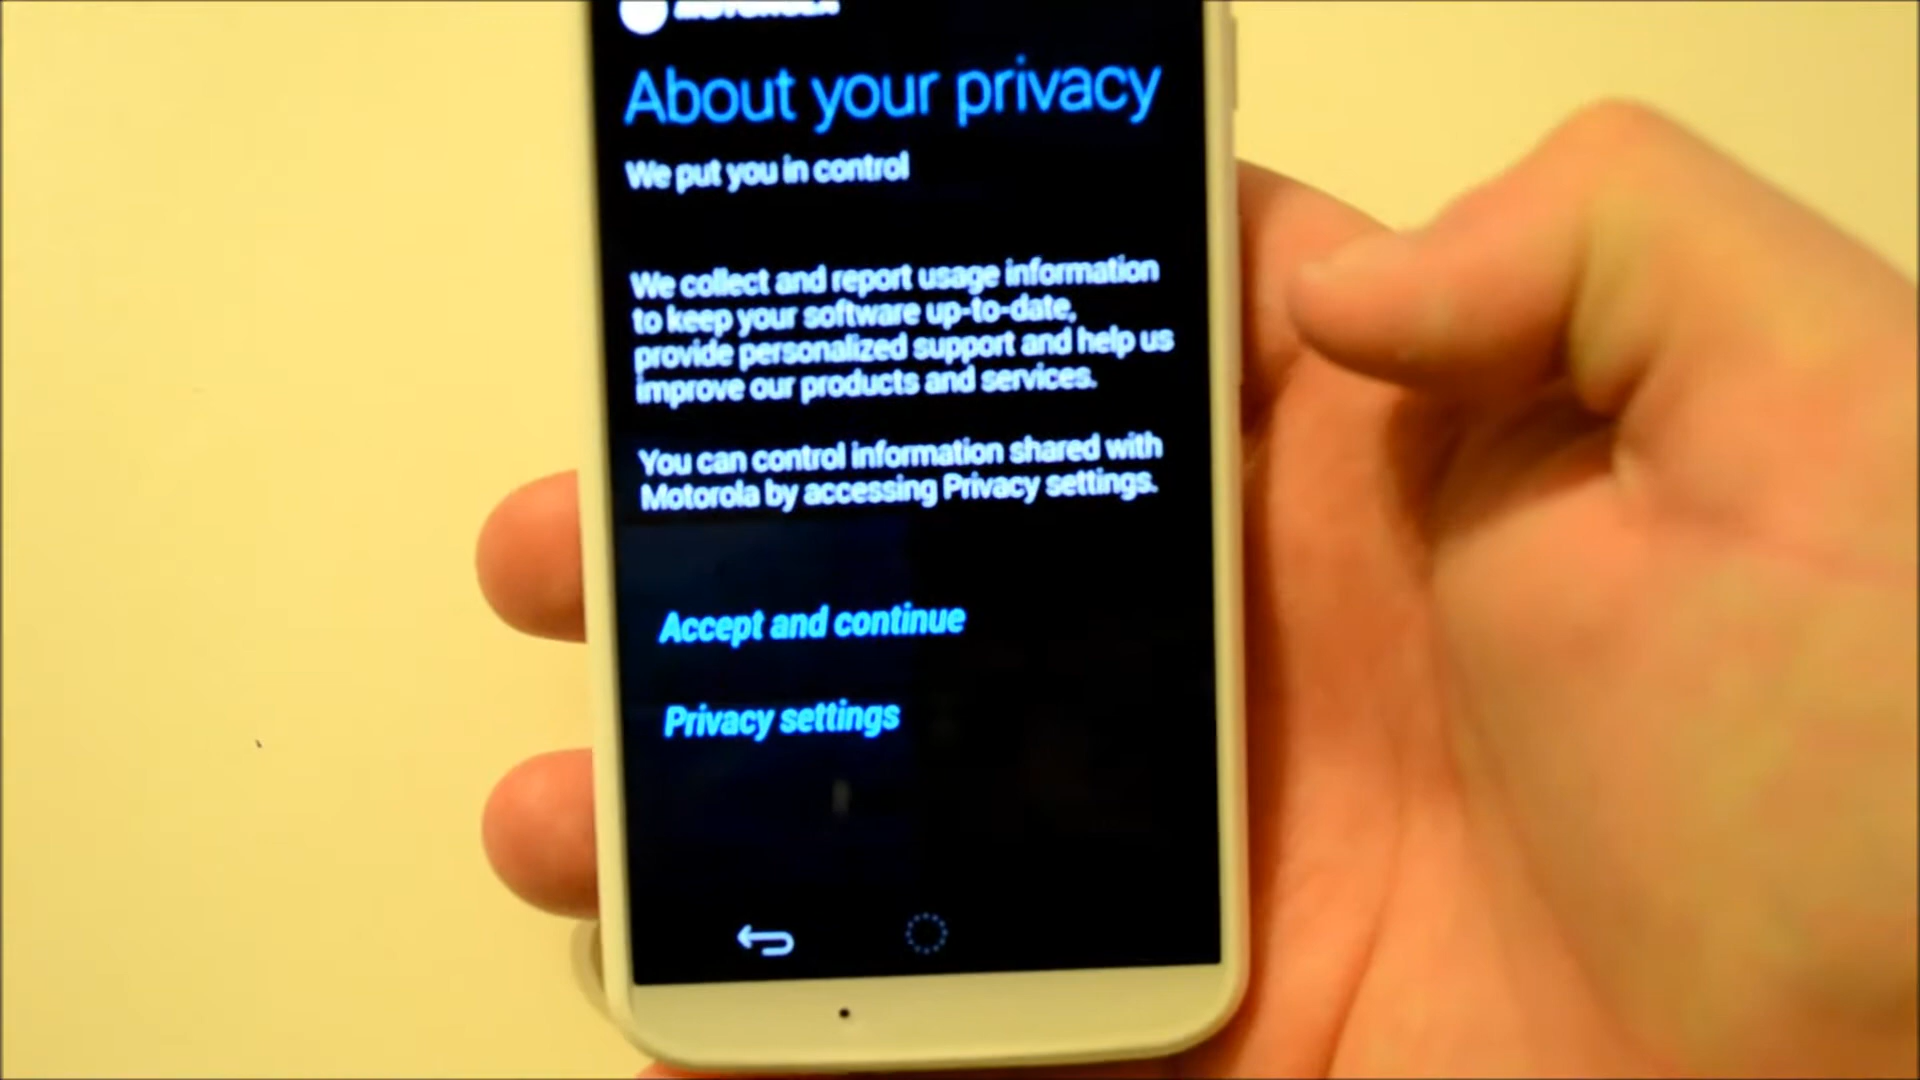 MOTOROLA
About your privacy
We put you in control
We collect and report usage information
to keep your software up-to-date,
provide personalized support and help us
improve our products and services.
You can control information shared with
Motorola by accessing Privacy settings.
Accept and continue
Privacy settings